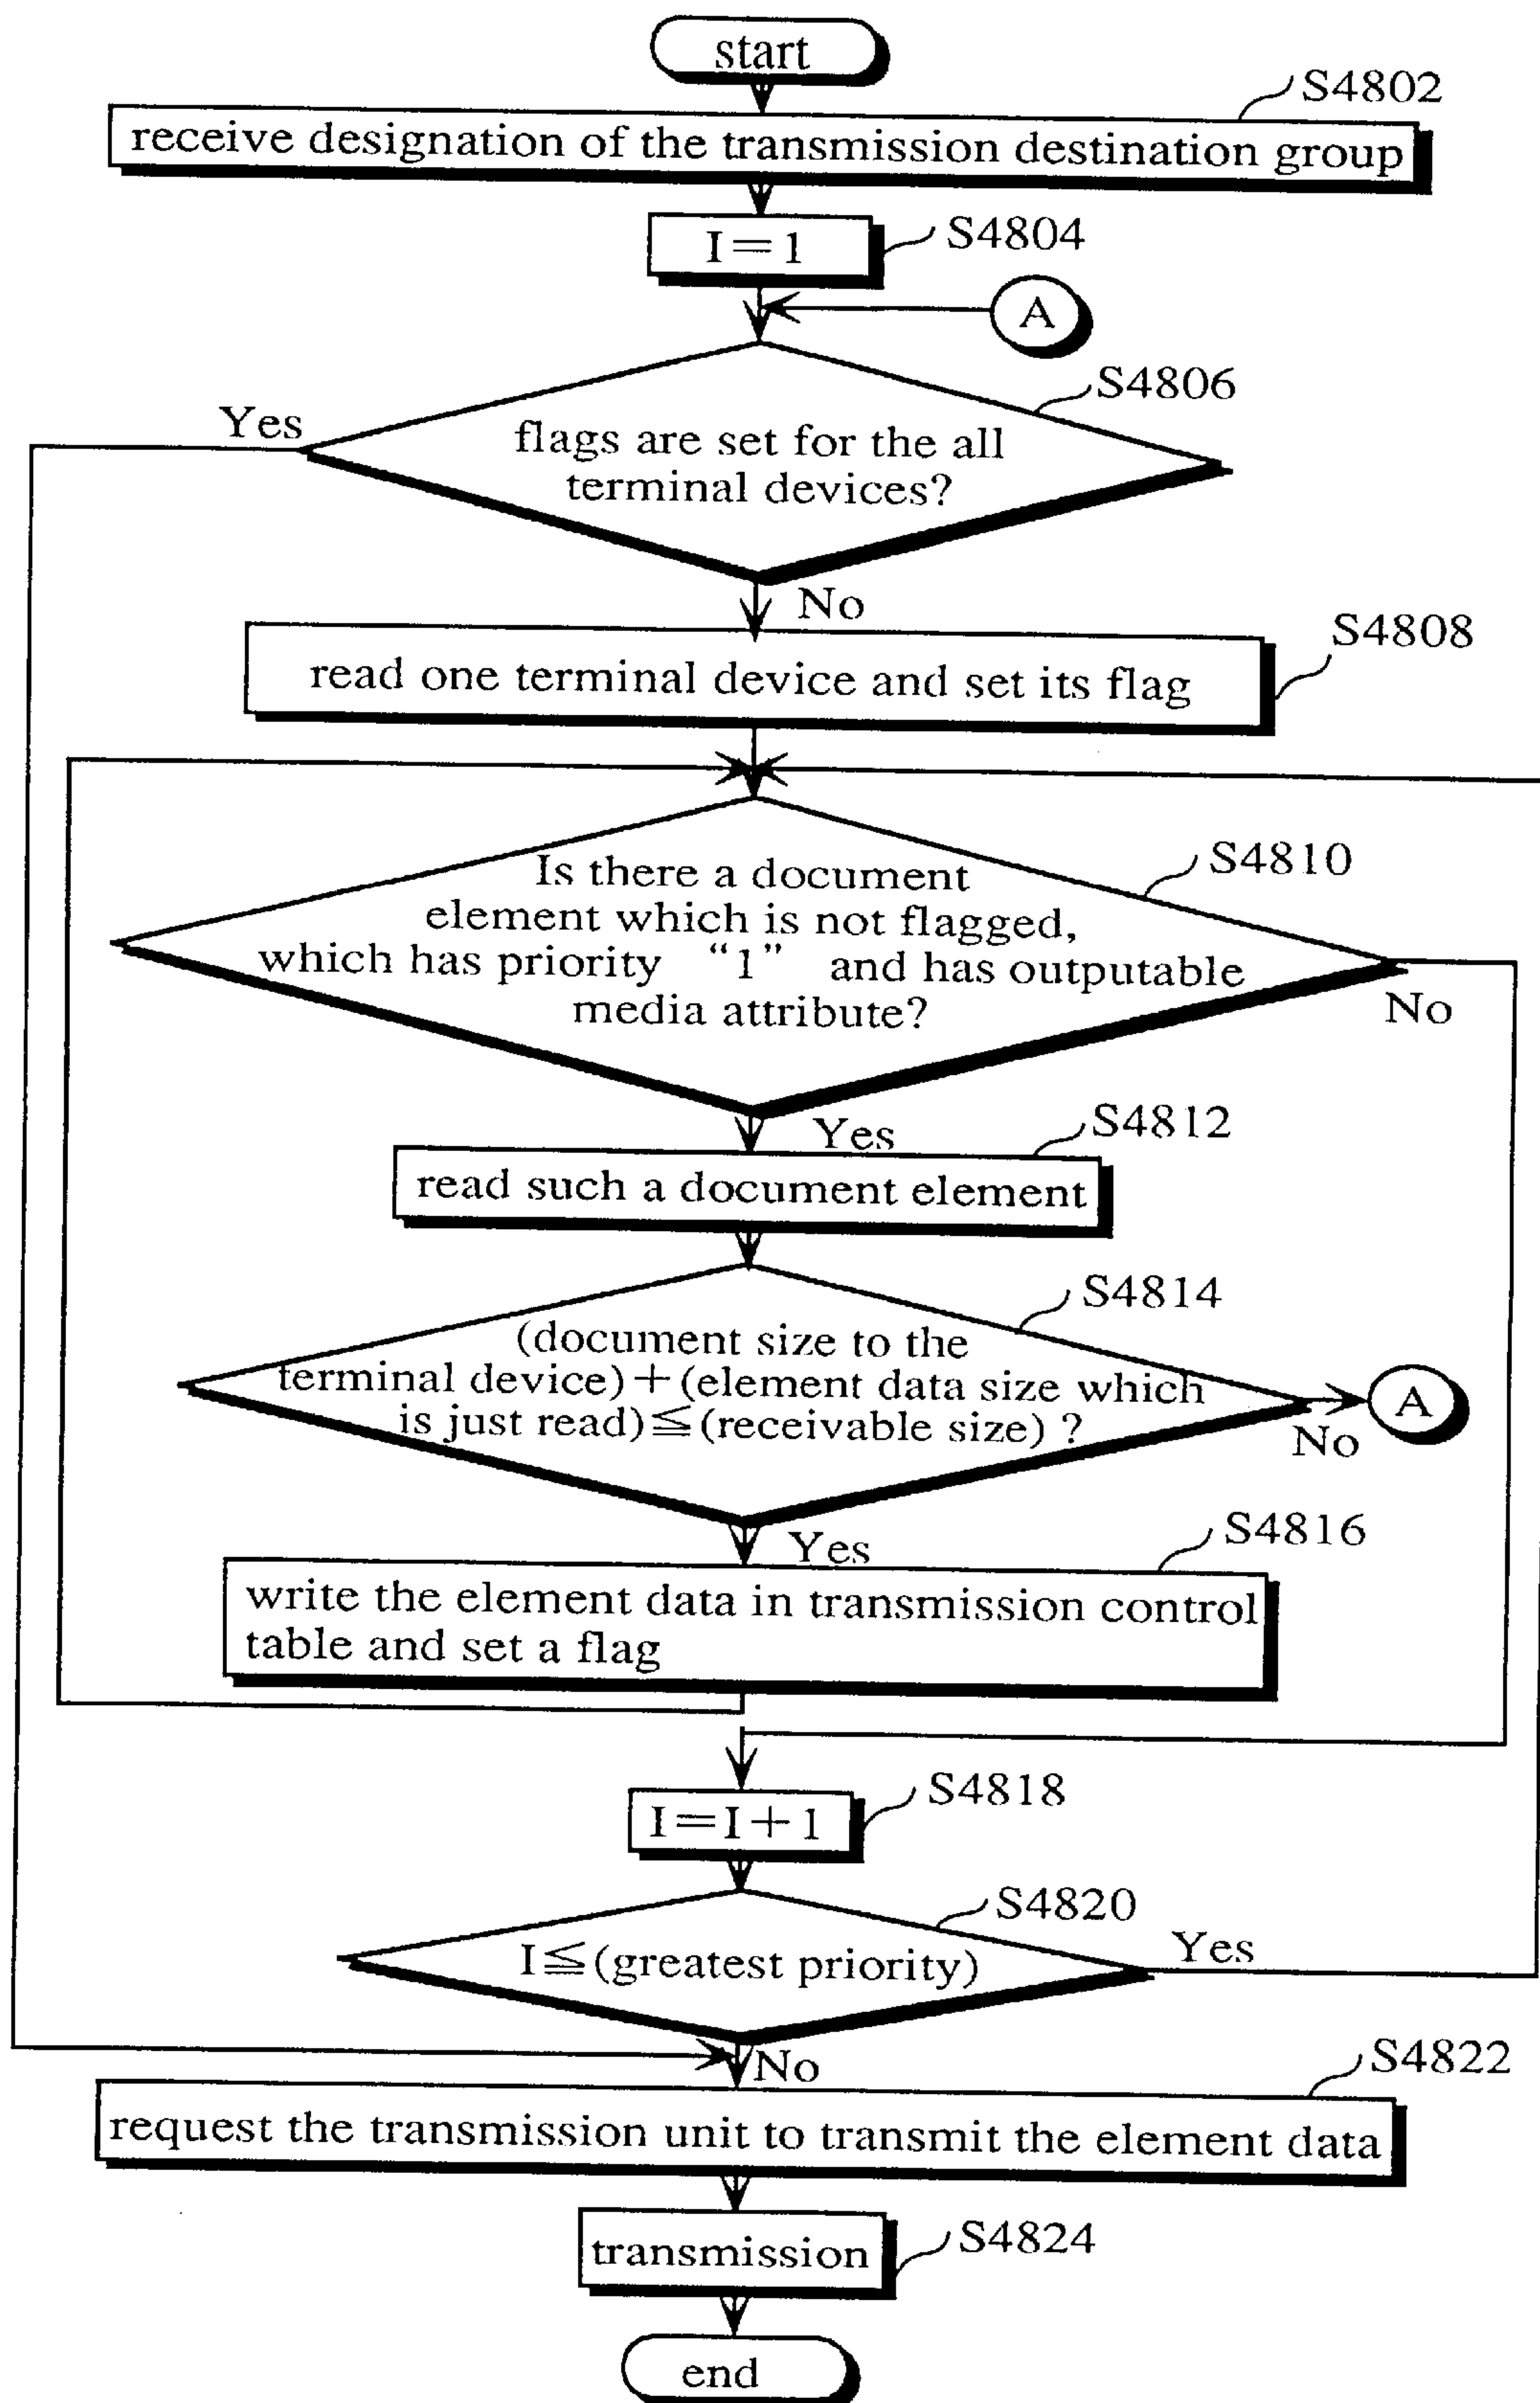 start
S4802
receive designation of the transmission destination group
I=1
S4804
A
S4806
Yes
flags are set for the all
terminal devices?
No
S4808
read one terminal device and set its flag
Is there a document
S4810
element which is not flagged,
which has priority “1” and has outputable
media attribute?
No
Yes
S4812
read such a document element
S4814
(document size to the
terminal device)+(element data size which
is just read)≦(receivable size) ?
A
No
Yes
S4816
write the element data in transmission control
table and set a flag
S4818
I=I+1
S4820
I≦(greatest priority)
Yes
No
S4822
request the transmission unit to transmit the element data
transmission
S4824
end